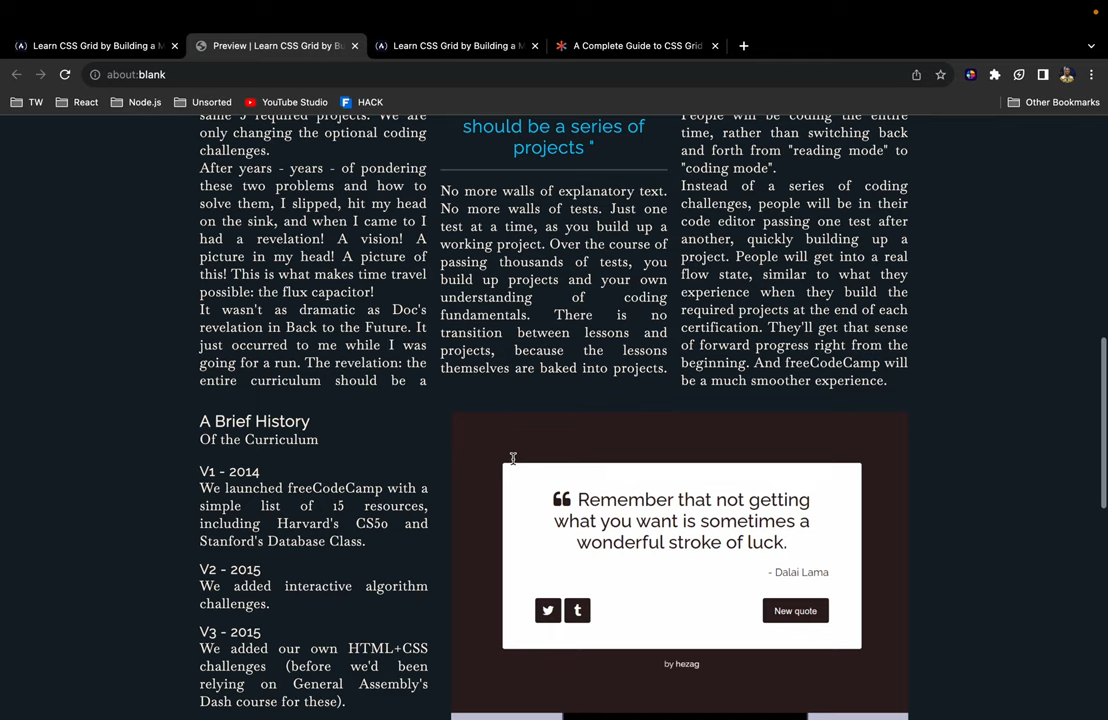 Learn CSS Grid by Building a M
Preview | Learn CSS Grid by Bu
Learn CSS Grid by Building a M
A Complete Guide to CSS Grid
about:blank
TW
React
Node.js
Unsorted
YouTube Studio
HACK
Other Bookmarks
same 5 required projects. We are
only changing the optional coding
challenges.
After years - years - of pondering
these two problems and how to
solve them, I slipped, hit my head
on the sink, and when I came to I
had a revelation! A vision! A
picture in my head! A picture of
this! This is what makes time travel
possible: the flux capacitor!
It wasn't as dramatic as Doc's
revelation in Back to the Future. It
just occurred to me while I was
going for a run. The revelation: the
entire curriculum should be a
should be a series of
projects "
No more walls of explanatory text.
No more walls of tests. Just one
test at a time, as you build up a
working project. Over the course of
passing thousands of tests, you
build up projects and your own
understanding of coding
fundamentals. There is no
transition between lessons and
projects, because the lessons
themselves are baked into projects.
People will be coding the entire
time, rather than switching back
and forth from "reading mode" to
"coding mode".
Instead of a series of coding
challenges, people will be in their
code editor passing one test after
another, quickly building up a
project. People will get into a real
flow state, similar to what they
experience when they build the
required projects at the end of each
certification. They'll get that sense
of forward progress right from the
beginning. And freeCodeCamp will
be a much smoother experience.
A Brief History
Of the Curriculum
V1 - 2014
We launched freeCodeCamp with a
simple list of 15 resources,
including Harvard's CS50 and
Stanford's Database Class.
V2 - 2015
We added interactive algorithm
challenges.
V3 - 2015
We added our own HTML+CSS
challenges (before we'd been
relying on General Assembly's
Dash course for these).
Remember that not getting
what you want is sometimes a
wonderful stroke of luck.
- Dalai Lama
New quote
by hezag